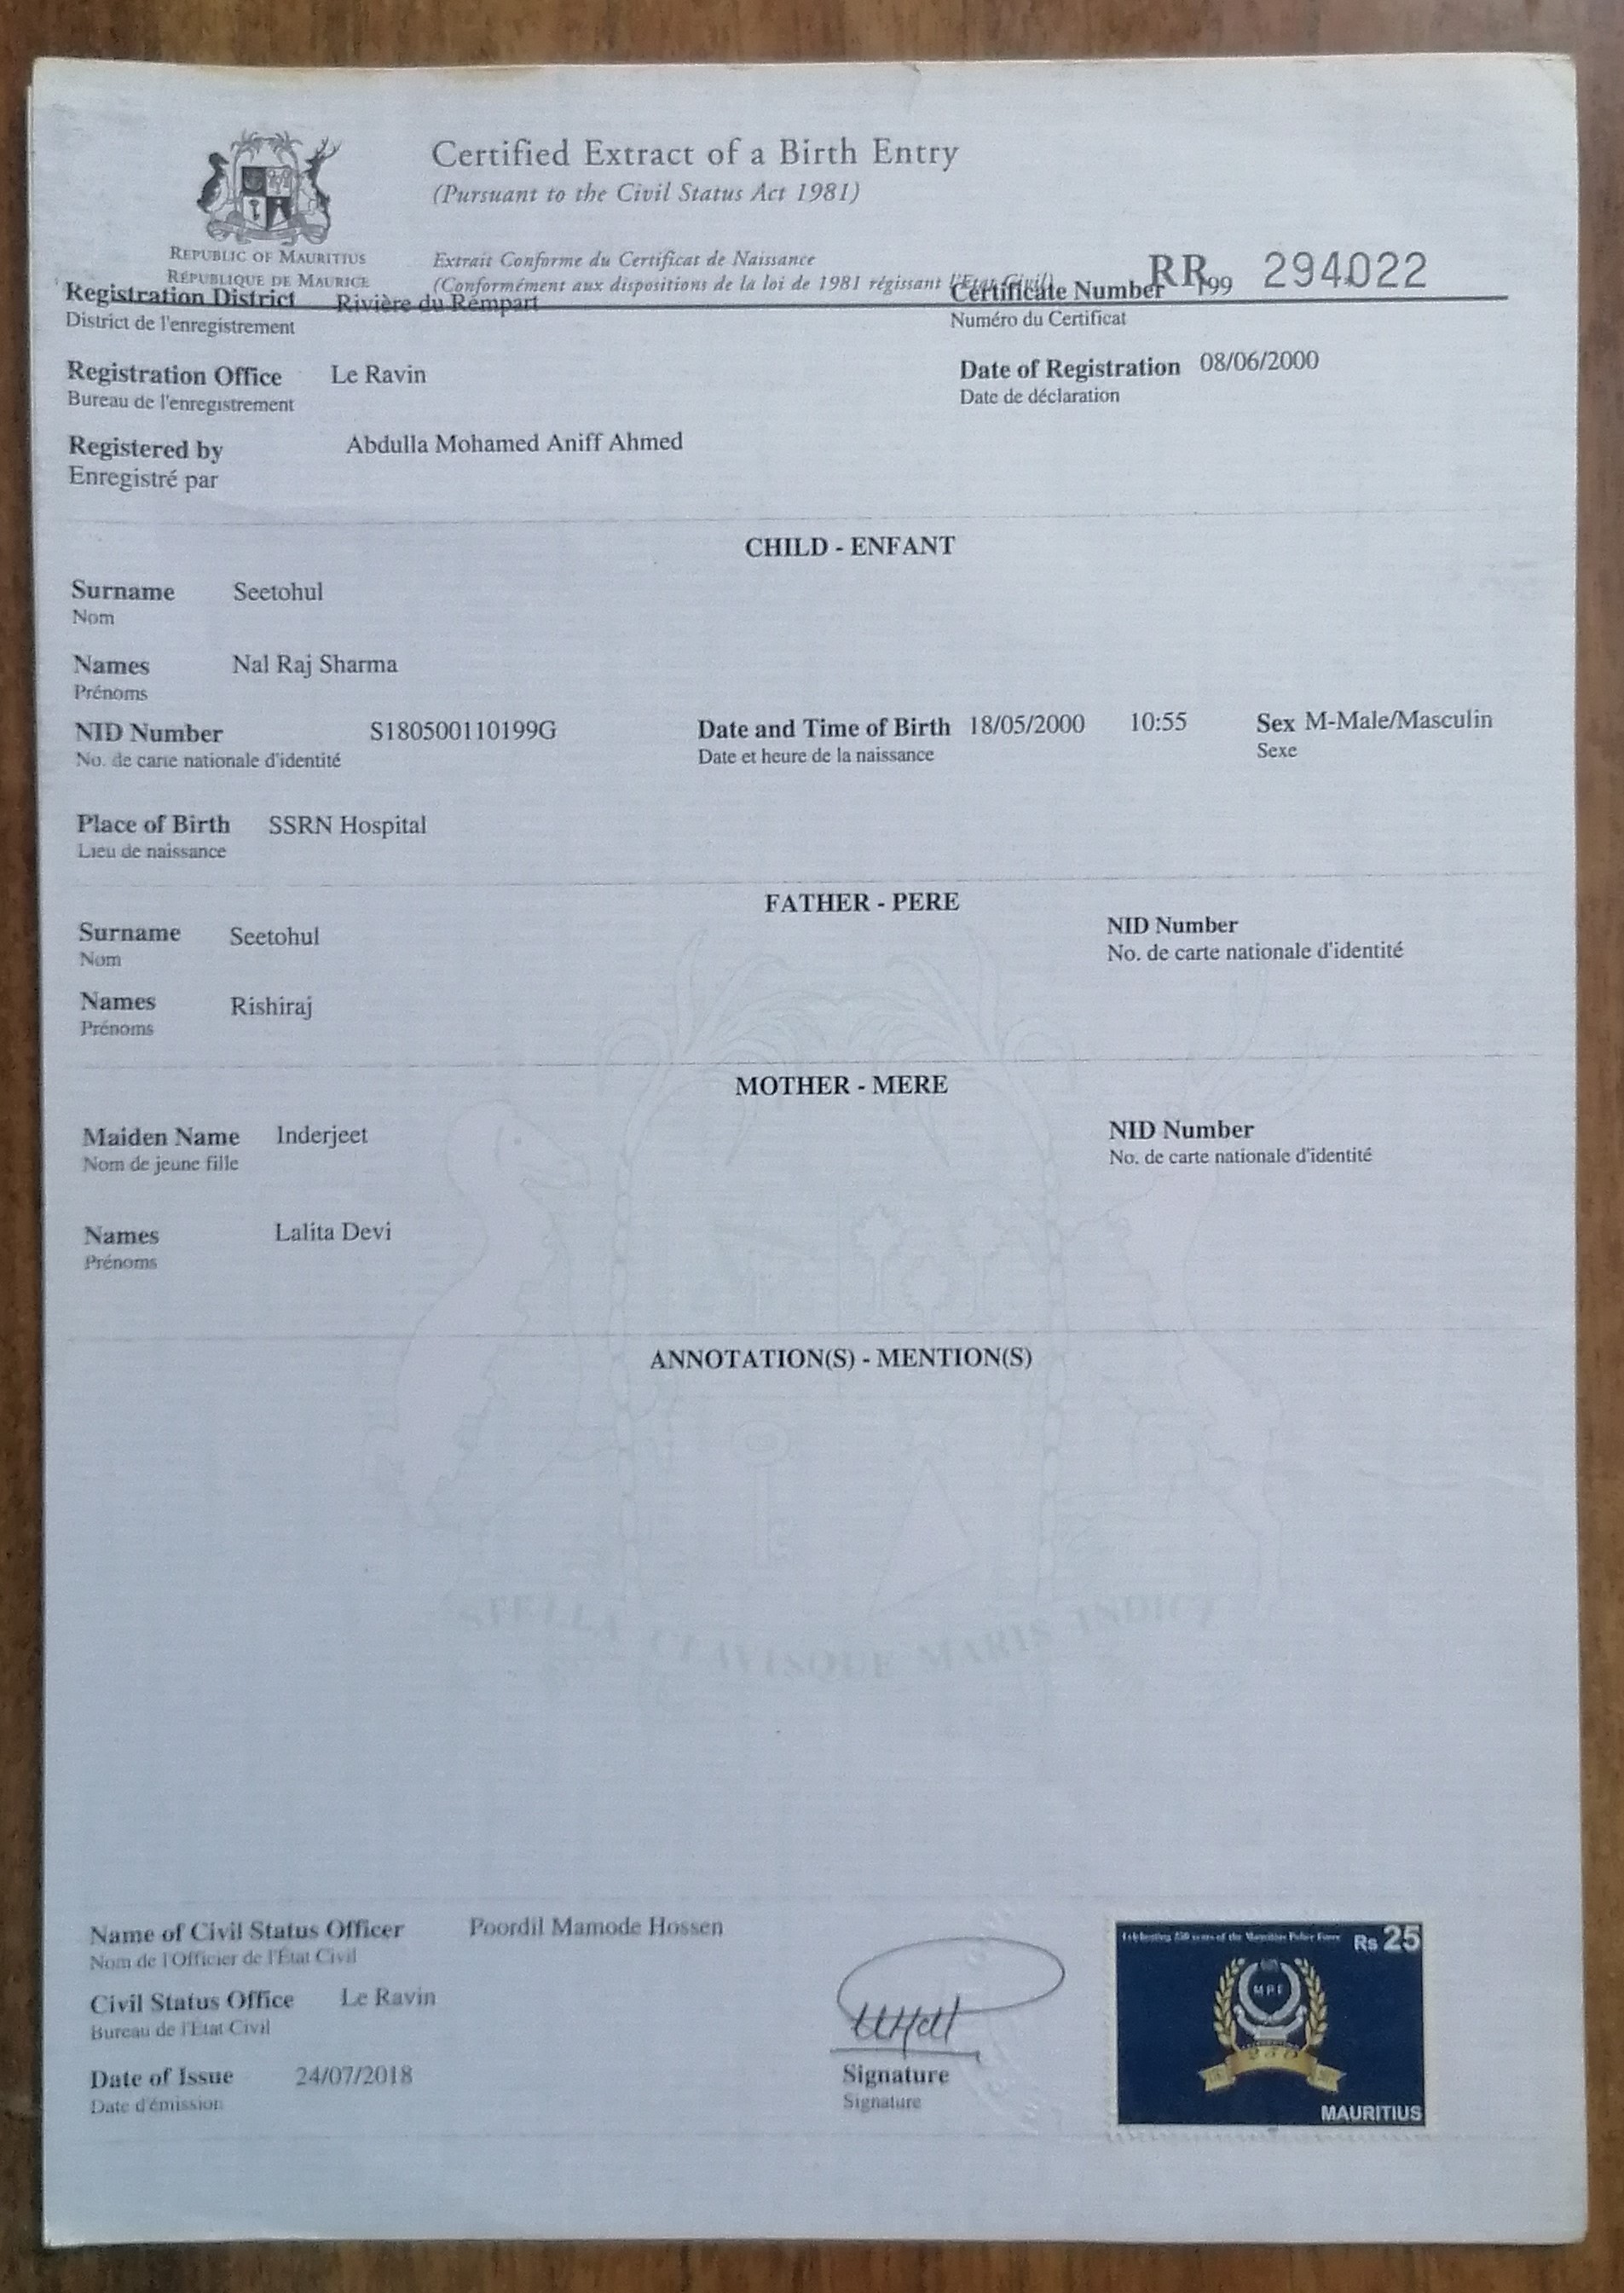 Certified Extract of a Birth Entry
(Pursuant to the Civil Status Act 1981)
REPUBLIC OF MAURITIUS
RÉPUBLIQUE DE MAURICE
Extrait Conforme du Certificat de Naissance
(Conformément aux dispositions de la loi de 1981 régissant l'Etat Civil)
RR 294022
Registration District Rivière du Rempart Certificate Number 199
District de l'enregistrement Numéro du Certificat
Registration Office Le Ravin Date of Registration 08/06/2000
Bureau de l'enregistrement Date de déclaration
Registered by Abdulla Mohamed Aniff Ahmed
Enregistré par
CHILD - ENFANT
Surname Seetohul
Nom
Names Nal Raj Sharma
Prénoms
NID Number S180500110199G Date and Time of Birth 18/05/2000 10:55 Sex M-Male/Masculin
No. de carte nationale d'identité Date et heure de la naissance Sexe
Place of Birth SSRN Hospital
Lieu de naissance
FATHER - PERE
Surname Seetohul NID Number
Nom No. de carte nationale d'identité
Names Rishiraj
Prénoms
MOTHER - MERE
Maiden Name Inderjeet NID Number
Nom de jeune fille No. de carte nationale d'identité
Names Lalita Devi
Prénoms
ANNOTATION(S) - MENTION(S)
STELLA CLAVISQUE MARIS INDICI
Name of Civil Status Officer Poordil Mamode Hossen
Nom de l'Officier de l'État Civil
Civil Status Office Le Ravin
Bureau de l'État Civil
Date of Issue 24/07/2018
Date d'émission
Signature
Signature
Celebrating 250 years of the Mauritius Police Force Rs 25
MPF
250
MAURITIUS